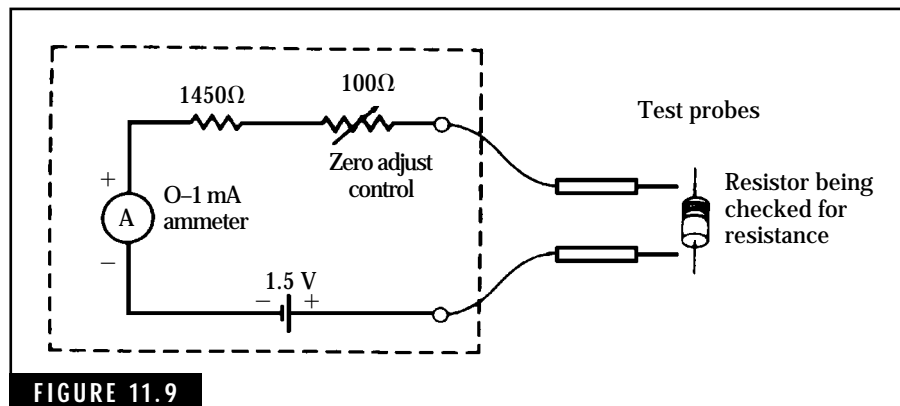 1450Ω
100Ω
Zero adjust
control
+
A
−
O–1 mA
ammeter
1.5 V
− +
Test probes
Resistor being
checked for
resistance
FIGURE 11.9